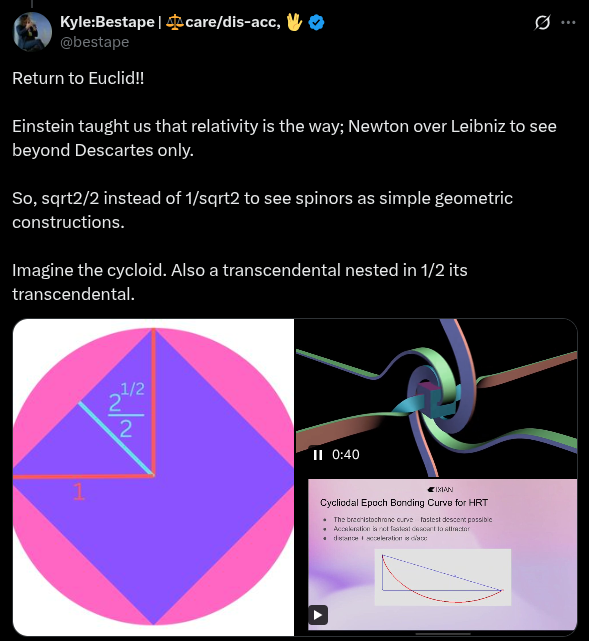 Kyle:Bestape | ⚖️care/dis-acc, 🖖
@bestape
Return to Euclid!!
Einstein taught us that relativity is the way; Newton over Leibniz to see
beyond Descartes only.
So, sqrt2/2 instead of 1/sqrt2 to see spinors as simple geometric
constructions.
Imagine the cycloid. Also a transcendental nested in 1/2 its
transcendental.
2^1/2
2
1
0:40
IXIAN
Cycliodal Epoch Bonding Curve for HRT
• The brachistochrone curve - fastest descent possible
• Acceleration is not fastest descent to attractor
• distance + acceleration is d/acc